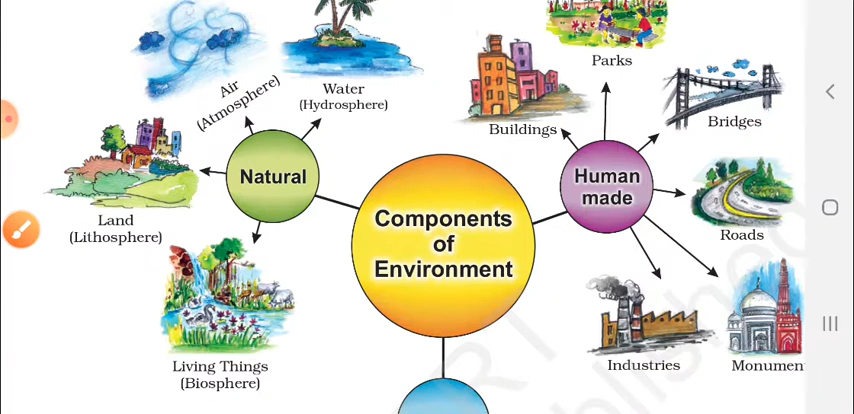 Air
(Atmosphere)
Water
(Hydrosphere)
Natural
Land
(Lithosphere)
Living Things
(Biosphere)
Components
of
Environment
Human
made
Buildings
Parks
Bridges
Roads
Industries
Monumen